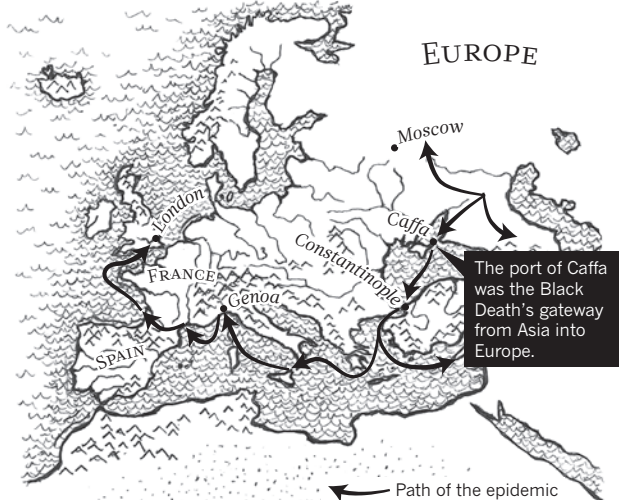 EUROPE
Moscow
London
Caffa
Constantinople
FRANCE
Genoa
The port of Caffa
was the Black
Death's gateway
from Asia into
Europe.
SPAIN
Path of the epidemic